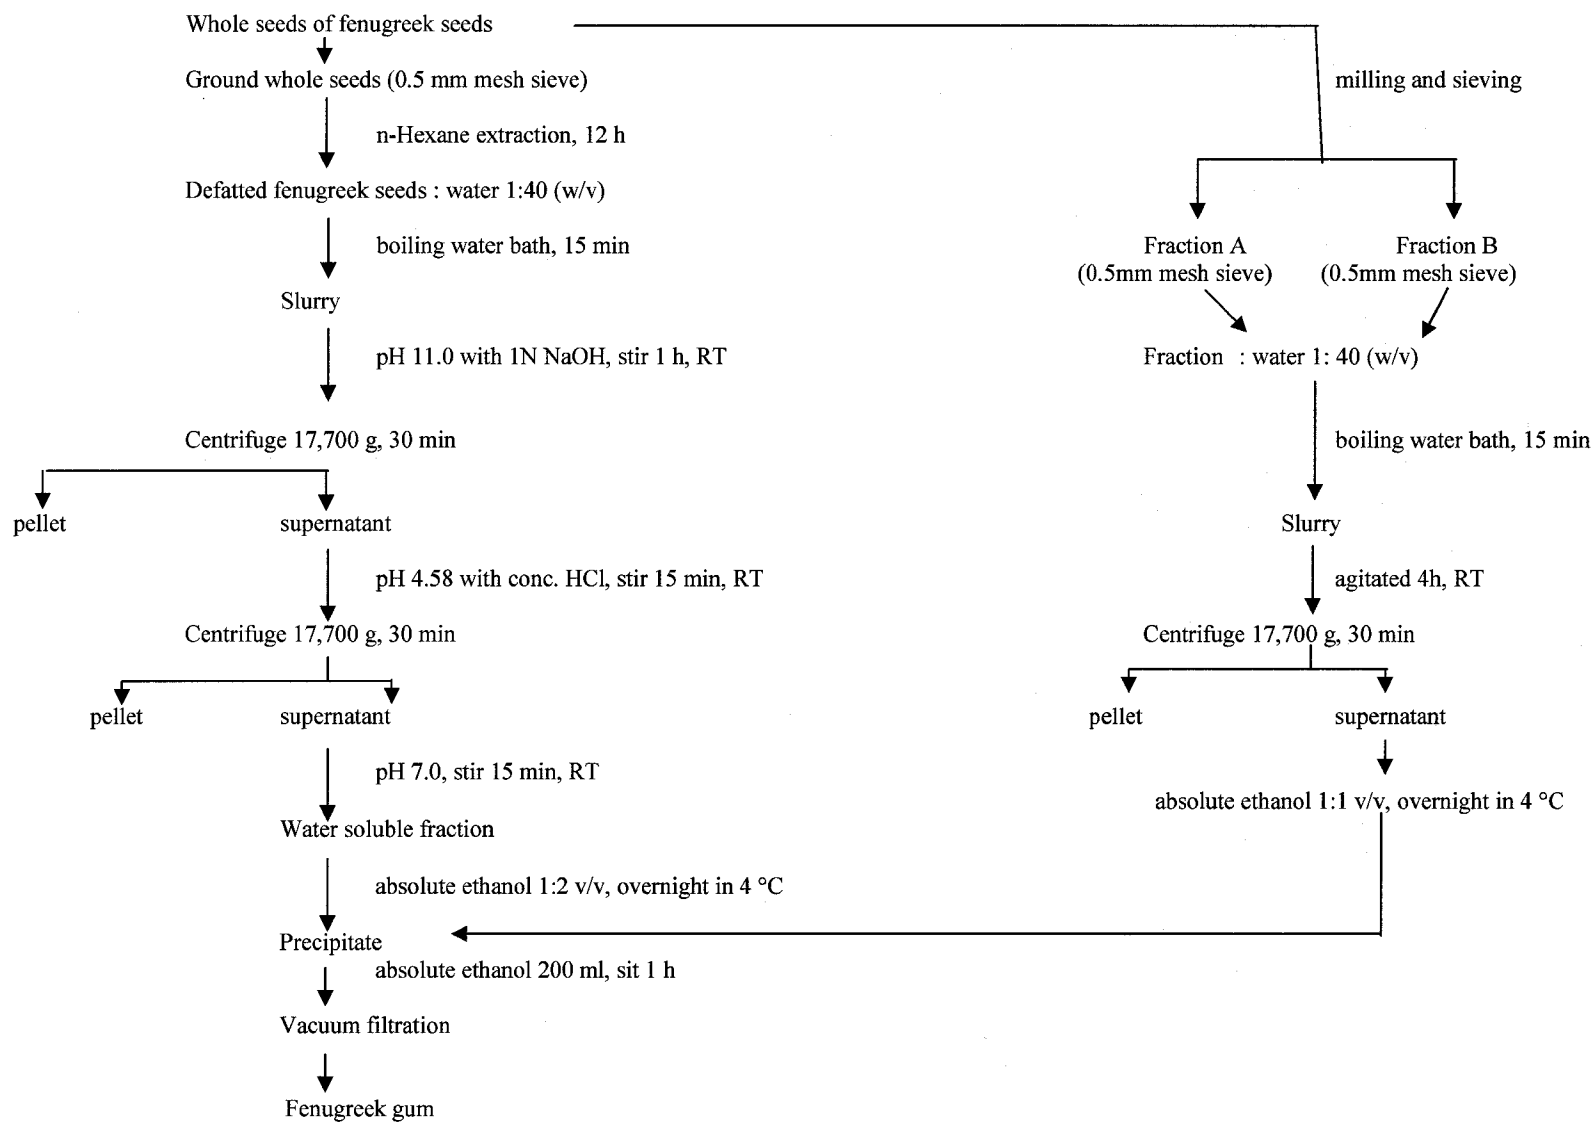 Whole seeds of fenugreek seeds
Ground whole seeds (0.5 mm mesh sieve)
n-Hexane extraction, 12 h
Defatted fenugreek seeds : water 1:40 (w/v)
boiling water bath, 15 min
Slurry
pH 11.0 with 1N NaOH, stir 1 h, RT
Centrifuge 17,700 g, 30 min
pellet
supernatant
pH 4.58 with conc. HCl, stir 15 min, RT
Centrifuge 17,700 g, 30 min
pellet
supernatant
pH 7.0, stir 15 min, RT
Water soluble fraction
absolute ethanol 1:2 v/v, overnight in 4 °C
Precipitate
absolute ethanol 200 ml, sit 1 h
Vacuum filtration
Fenugreek gum
milling and sieving
Fraction A
(0.5mm mesh sieve)
Fraction B
(0.5mm mesh sieve)
Fraction : water 1: 40 (w/v)
boiling water bath, 15 min
Slurry
agitated 4h, RT
Centrifuge 17,700 g, 30 min
pellet
supernatant
absolute ethanol 1:1 v/v, overnight in 4 °C